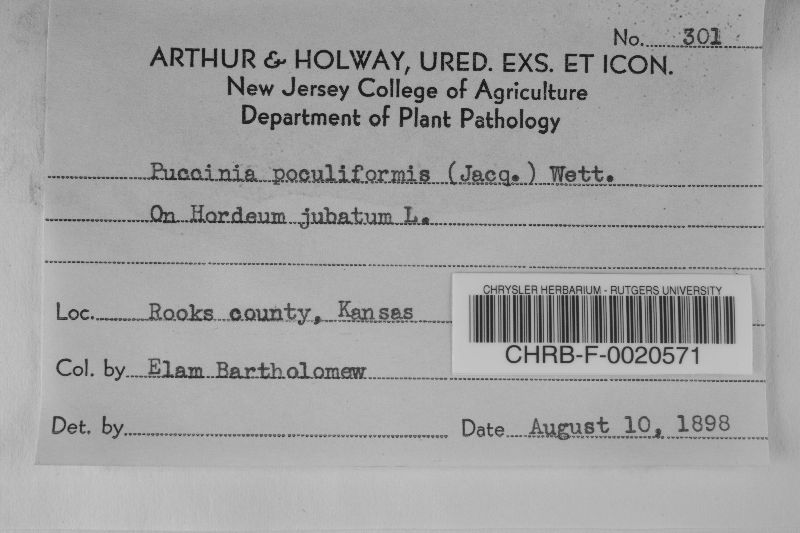 No. 301
ARTHUR & HOLWAY, URED. EXS. ET ICON.
New Jersey College of Agriculture
Department of Plant Pathology
Puccinia poculiformis (Jacq.) Wett.
On Hordeum jubatum L.
CHRYSLER HERBARIUM - RUTGERS UNIVERSITY
Loc. Rooks county, Kansas
CHRB-F-0020571
Col. by Elam Bartholomew
Det. by
Date August 10, 1898